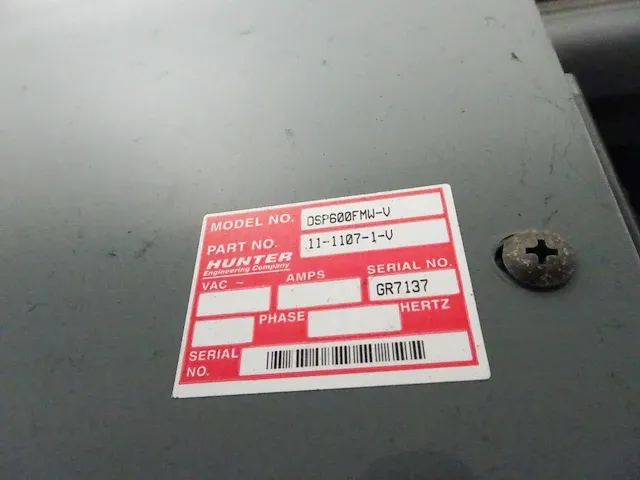 MODEL NO. DSP600FMW-V
PART NO. 11-1107-1-V
HUNTER
Engineering Company
VAC ~ AMPS SERIAL NO.
GR7137
PHASE HERTZ
SERIAL
NO.